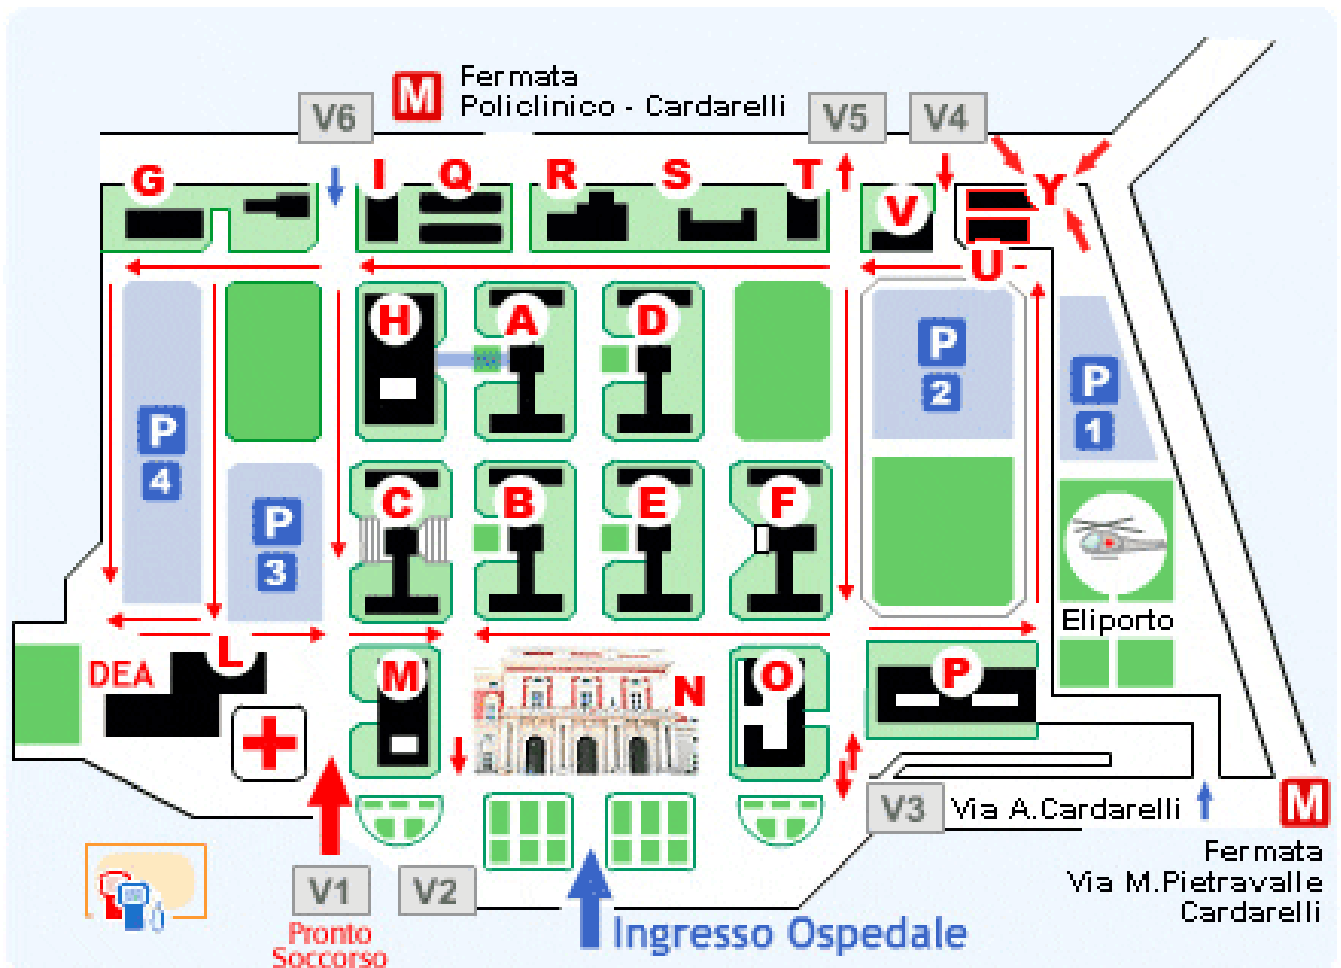 Fermata
Policlinico - Cardarelli
M
V6
V5
V4
G
I
Q
R
S
T
V
Y
U
H
A
D
P
2
P
1
P
4
C
B
E
F
P
3
Eliporto
DEA
L
M
N
O
P
V3
Via A.Cardarelli
M
Fermata
Via M.Pietravalle
Cardarelli
V1
V2
Pronto
Soccorso
Ingresso Ospedale